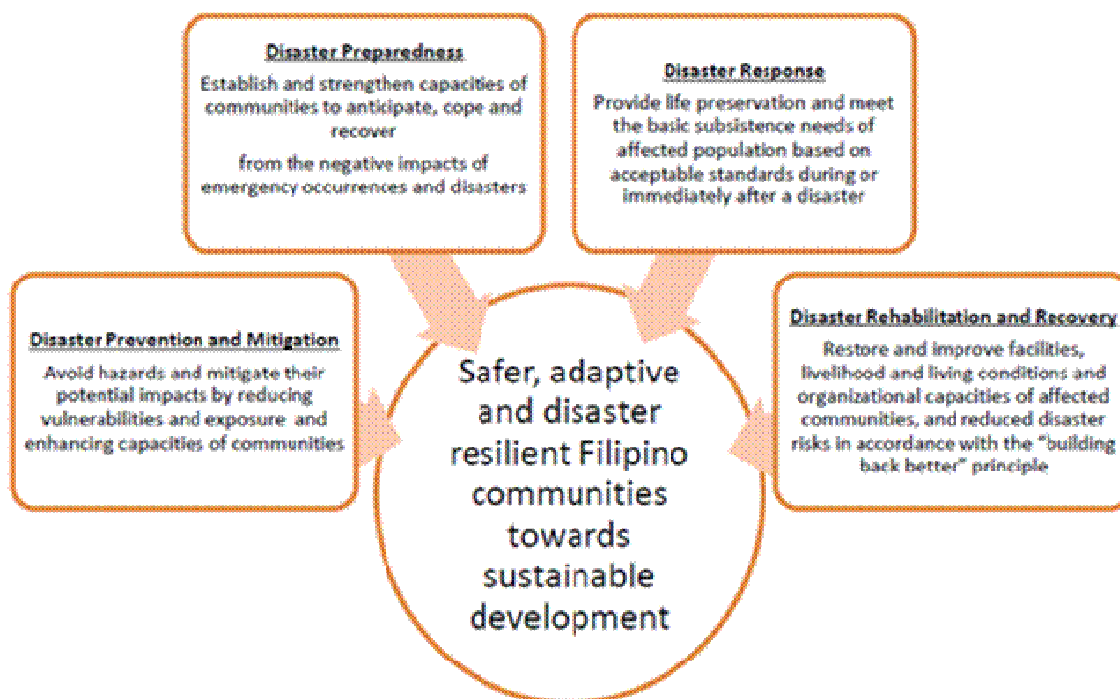 Disaster Preparedness
Establish and strengthen capacities of
communities to anticipate, cope and
recover
from the negative impacts of
emergency occurrences and disasters
Disaster Response
Provide life preservation and meet
the basic subsistence needs of
affected population based on
acceptable standards during or
immediately after a disaster
Disaster Prevention and Mitigation
Avoid hazards and mitigate their
potential impacts by reducing
vulnerabilities and exposure and
enhancing capacities of communities
Disaster Rehabilitation and Recovery
Restore and improve facilities,
livelihood and living conditions and
organizational capacities of affected
communities, and reduced disaster
risks in accordance with the “building
back better” principle
Safer, adaptive
and disaster
resilient Filipino
communities
towards
sustainable
development